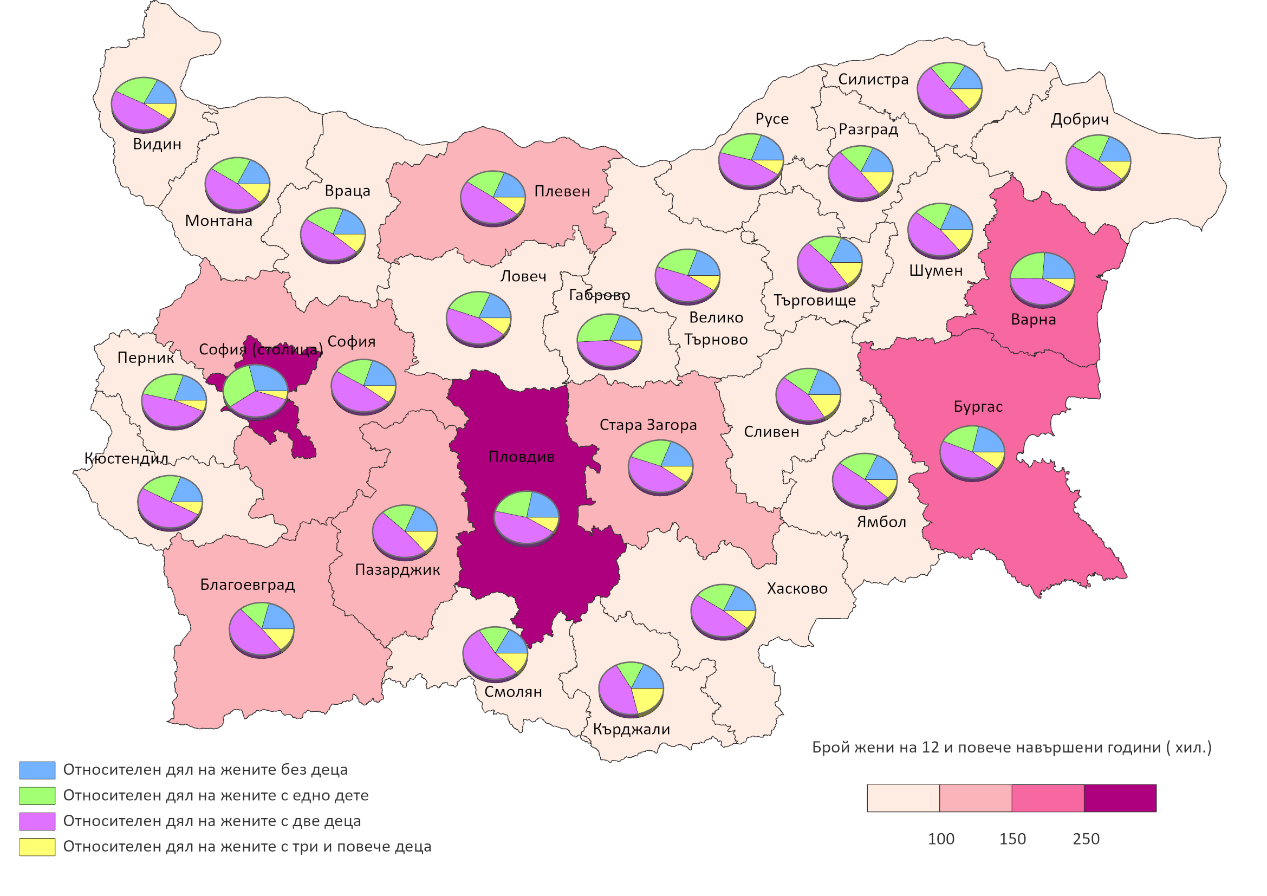 Силистра
Русе
Добрич
Разград
Видин
Враца
Плевен
Монтана
Шумен
Ловеч
Габрово
Търговище
Велико
Търново
Варна
Перник
София (столица)
София
Бургас
Стара Загора
Сливен
Пловдив
Кюстендил
Ямбол
Пазарджик
Благоевград
Хасково
Смолян
Кърджали
Брой жени на 12 и повече навършени години ( хил.)
100 150 250
Относителен дял на жените без деца
Относителен дял на жените с едно дете
Относителен дял на жените с две деца
Относителен дял на жените с три и повече деца